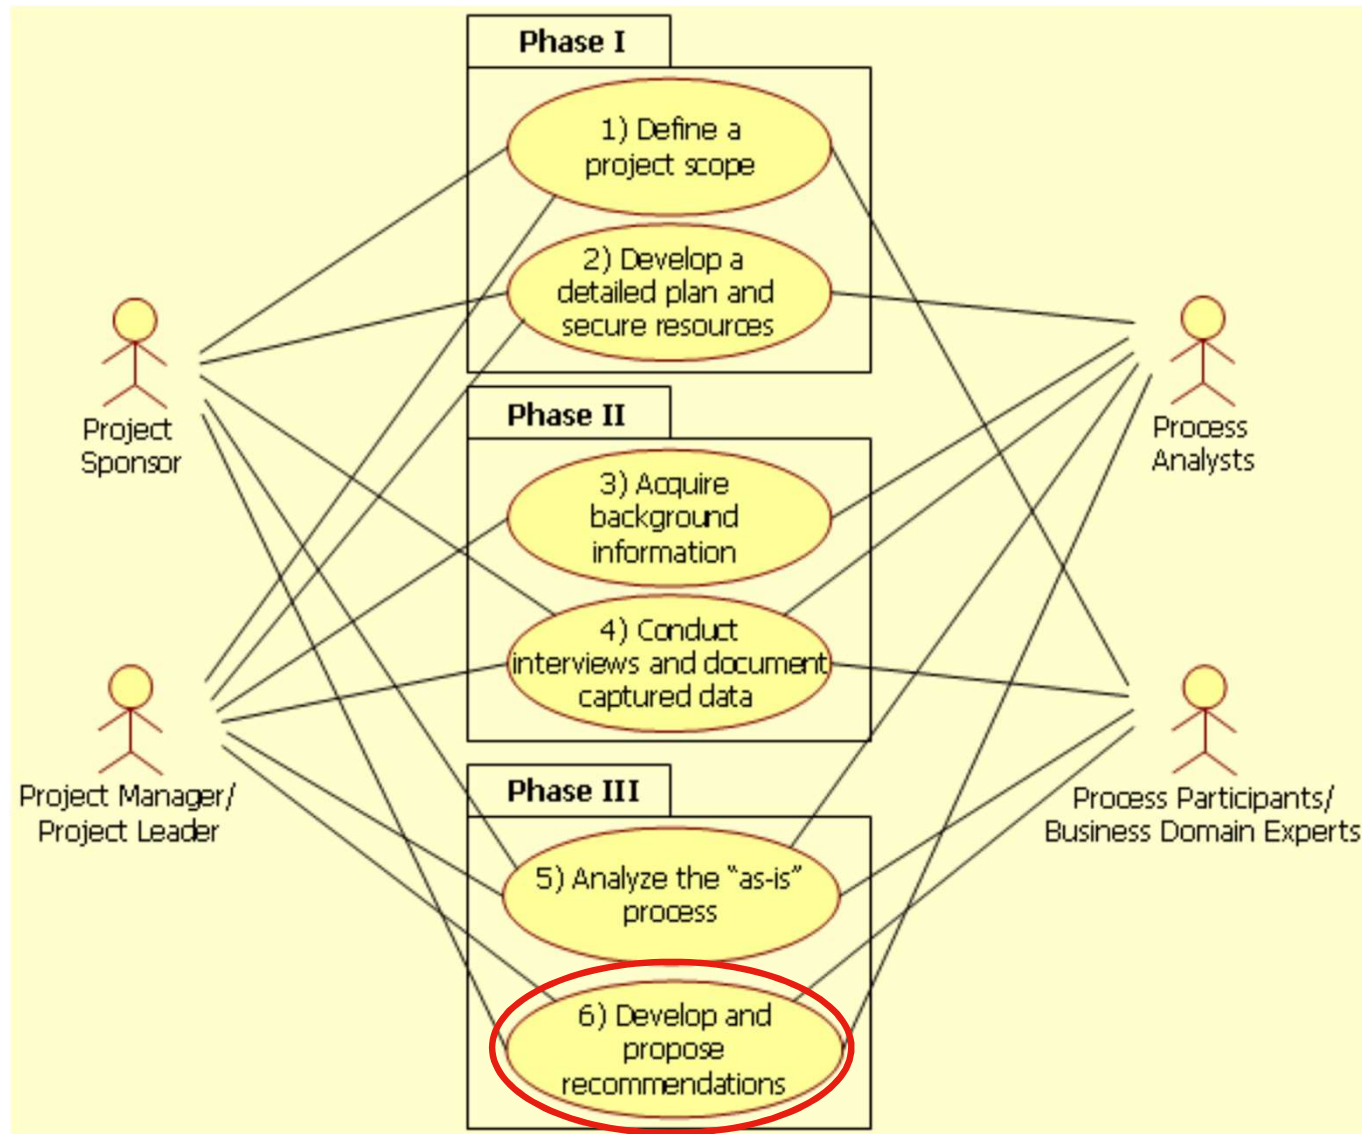 Phase I
1) Define a
project scope
2) Develop a
detailed plan and
secure resources
Project
Sponsor
Process
Analysts
Phase II
3) Acquire
background
information
4) Conduct
interviews and document
captured data
Project Manager/
Project Leader
Process Participants/
Business Domain Experts
Phase III
5) Analyze the “as-is”
process
6) Develop and
propose
recommendations